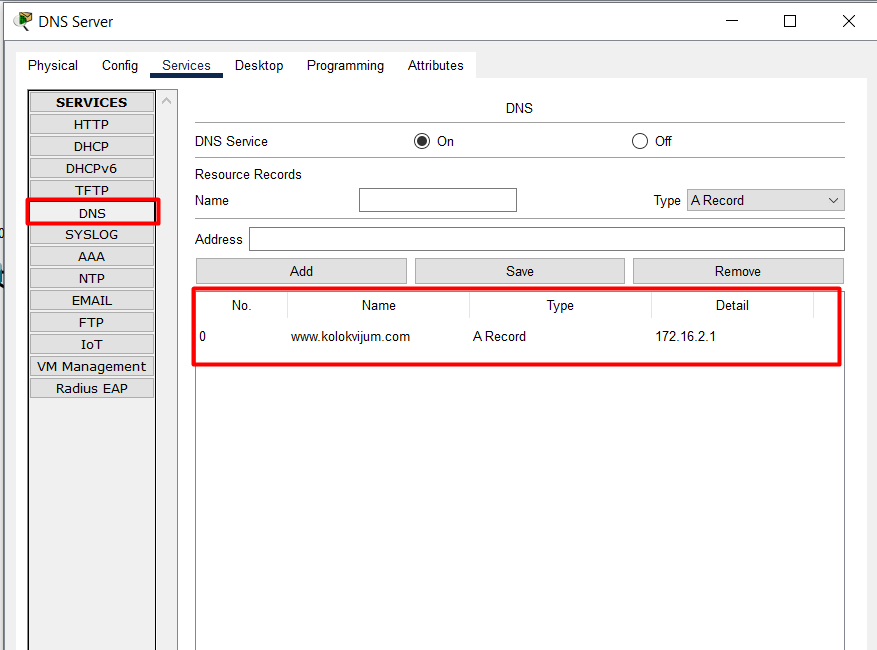 DNS Server
Physical Config Services Desktop Programming Attributes
SERVICES
HTTP
DHCP
DHCPv6
TFTP
DNS
SYSLOG
AAA
NTP
EMAIL
FTP
IoT
VM Management
Radius EAP
DNS
DNS Service On Off
Resource Records
Name Type A Record
Address
Add Save Remove
No. Name Type Detail
0 www.kolokvijum.com A Record 172.16.2.1